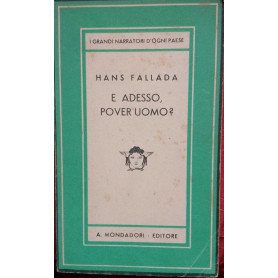 I GRANDI NARRATORI D'OGNI PAESE
HANS FALLADA
E ADESSO,
POVER'UOMO?
A. MONDADORI - EDITORE